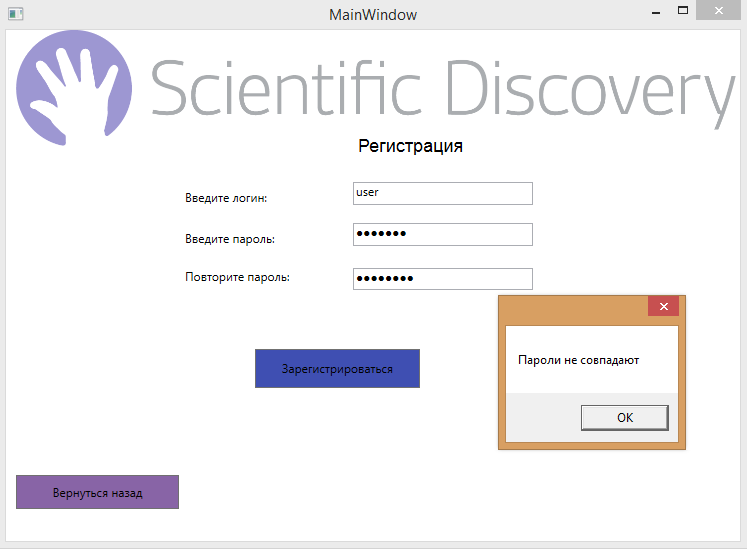 MainWindow
Scientific Discovery
Регистрация
Введите логин:
user
Введите пароль:
●●●●●●●
Повторите пароль:
●●●●●●●●
Пароли не совпадают
Зарегистрироваться
OK
Вернуться назад